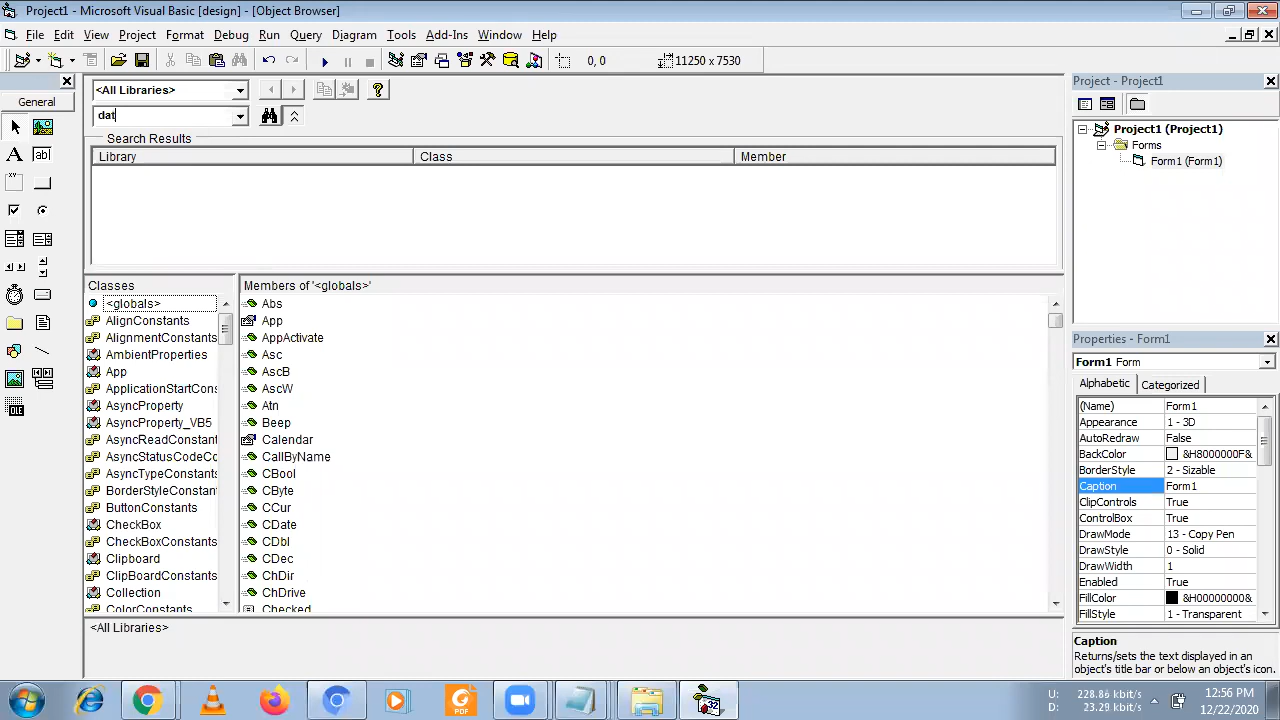 Project1 - Microsoft Visual Basic [design] - [Object Browser]
File Edit View Project Format Debug Run Query Diagram Tools Add-Ins Window Help
0, 0
11250 x 7530
General
<All Libraries>
dat
Search Results
Library Class Member
Classes
<globals>
AlignConstants
AlignmentConstants
AmbientProperties
App
ApplicationStartCons
AsyncProperty
AsyncProperty_VB5
AsyncReadConstant
AsyncStatusCodeCo
AsyncTypeConstants
BorderStyleConstant
ButtonConstants
CheckBox
CheckBoxConstants
Clipboard
ClipBoardConstants
Collection
ColorConstants
Members of '<globals>'
Abs
App
AppActivate
Asc
AscB
AscW
Atn
Beep
Calendar
CallByName
CBool
CByte
CCur
CDate
CDbl
CDec
ChDir
ChDrive
Checked
<All Libraries>
Project - Project1
Project1 (Project1)
Forms
Form1 (Form1)
Properties - Form1
Form1 Form
Alphabetic Categorized
(Name) Form1
Appearance 1 - 3D
AutoRedraw False
BackColor &H8000000F&
BorderStyle 2 - Sizable
Caption Form1
ClipControls True
ControlBox True
DrawMode 13 - Copy Pen
DrawStyle 0 - Solid
DrawWidth 1
Enabled True
FillColor &H00000000&
FillStyle 1 - Transparent
Caption
Returns/sets the text displayed in an
object's title bar or below an object's icon.
PDF
32
U: 228.86 kbit/s
D: 23.29 kbit/s
12:56 PM
12/22/2020